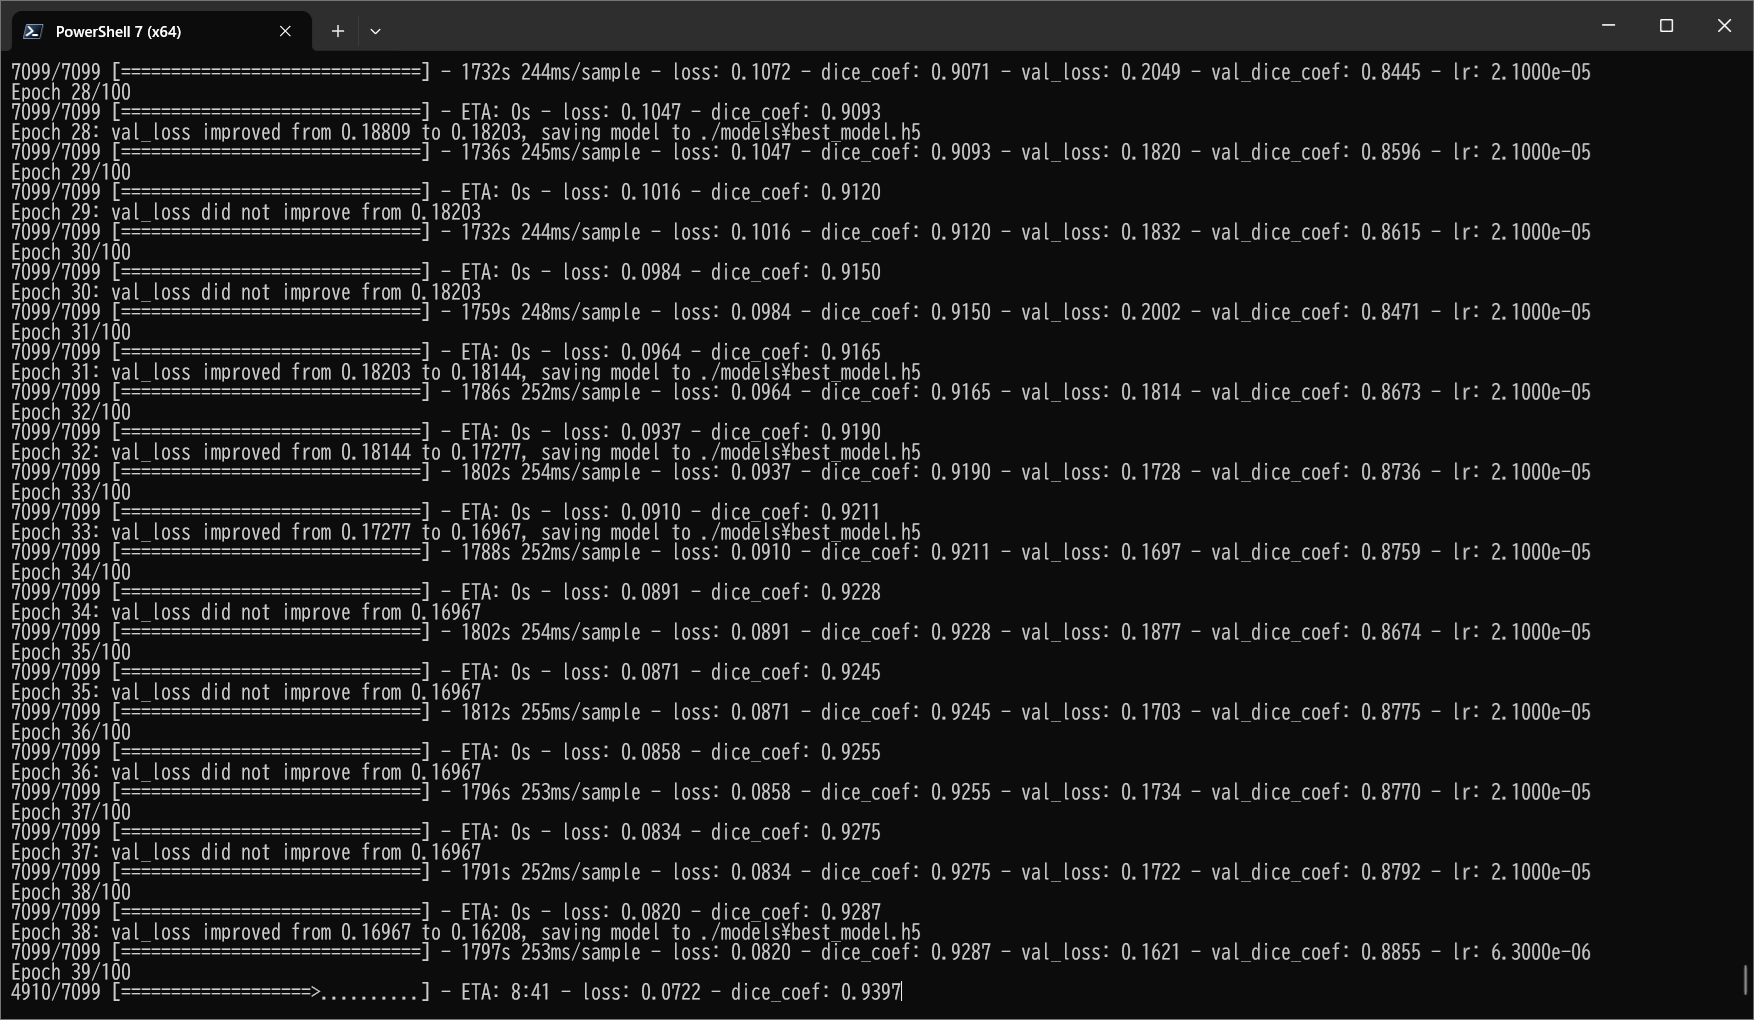 PowerShell 7 (x64)
7099/7099 [==============================] - 1732s 244ms/sample - loss: 0.1072 - dice_coef: 0.9071 - val_loss: 0.2049 - val_dice_coef: 0.8445 - lr: 2.1000e-05
Epoch 28/100
7099/7099 [==============================] - ETA: 0s - loss: 0.1047 - dice_coef: 0.9093
Epoch 28: val_loss improved from 0.18809 to 0.18203, saving model to ./models¥best_model.h5
7099/7099 [==============================] - 1736s 245ms/sample - loss: 0.1047 - dice_coef: 0.9093 - val_loss: 0.1820 - val_dice_coef: 0.8596 - lr: 2.1000e-05
Epoch 29/100
7099/7099 [==============================] - ETA: 0s - loss: 0.1016 - dice_coef: 0.9120
Epoch 29: val_loss did not improve from 0.18203
7099/7099 [==============================] - 1732s 244ms/sample - loss: 0.1016 - dice_coef: 0.9120 - val_loss: 0.1832 - val_dice_coef: 0.8615 - lr: 2.1000e-05
Epoch 30/100
7099/7099 [==============================] - ETA: 0s - loss: 0.0984 - dice_coef: 0.9150
Epoch 30: val_loss did not improve from 0.18203
7099/7099 [==============================] - 1759s 248ms/sample - loss: 0.0984 - dice_coef: 0.9150 - val_loss: 0.2002 - val_dice_coef: 0.8471 - lr: 2.1000e-05
Epoch 31/100
7099/7099 [==============================] - ETA: 0s - loss: 0.0964 - dice_coef: 0.9165
Epoch 31: val_loss improved from 0.18203 to 0.18144, saving model to ./models¥best_model.h5
7099/7099 [==============================] - 1786s 252ms/sample - loss: 0.0964 - dice_coef: 0.9165 - val_loss: 0.1814 - val_dice_coef: 0.8673 - lr: 2.1000e-05
Epoch 32/100
7099/7099 [==============================] - ETA: 0s - loss: 0.0937 - dice_coef: 0.9190
Epoch 32: val_loss improved from 0.18144 to 0.17277, saving model to ./models¥best_model.h5
7099/7099 [==============================] - 1802s 254ms/sample - loss: 0.0937 - dice_coef: 0.9190 - val_loss: 0.1728 - val_dice_coef: 0.8736 - lr: 2.1000e-05
Epoch 33/100
7099/7099 [==============================] - ETA: 0s - loss: 0.0910 - dice_coef: 0.9211
Epoch 33: val_loss improved from 0.17277 to 0.16967, saving model to ./models¥best_model.h5
7099/7099 [==============================] - 1788s 252ms/sample - loss: 0.0910 - dice_coef: 0.9211 - val_loss: 0.1697 - val_dice_coef: 0.8759 - lr: 2.1000e-05
Epoch 34/100
7099/7099 [==============================] - ETA: 0s - loss: 0.0891 - dice_coef: 0.9228
Epoch 34: val_loss did not improve from 0.16967
7099/7099 [==============================] - 1802s 254ms/sample - loss: 0.0891 - dice_coef: 0.9228 - val_loss: 0.1877 - val_dice_coef: 0.8674 - lr: 2.1000e-05
Epoch 35/100
7099/7099 [==============================] - ETA: 0s - loss: 0.0871 - dice_coef: 0.9245
Epoch 35: val_loss did not improve from 0.16967
7099/7099 [==============================] - 1812s 255ms/sample - loss: 0.0871 - dice_coef: 0.9245 - val_loss: 0.1703 - val_dice_coef: 0.8775 - lr: 2.1000e-05
Epoch 36/100
7099/7099 [==============================] - ETA: 0s - loss: 0.0858 - dice_coef: 0.9255
Epoch 36: val_loss did not improve from 0.16967
7099/7099 [==============================] - 1796s 253ms/sample - loss: 0.0858 - dice_coef: 0.9255 - val_loss: 0.1734 - val_dice_coef: 0.8770 - lr: 2.1000e-05
Epoch 37/100
7099/7099 [==============================] - ETA: 0s - loss: 0.0834 - dice_coef: 0.9275
Epoch 37: val_loss did not improve from 0.16967
7099/7099 [==============================] - 1791s 252ms/sample - loss: 0.0834 - dice_coef: 0.9275 - val_loss: 0.1722 - val_dice_coef: 0.8792 - lr: 2.1000e-05
Epoch 38/100
7099/7099 [==============================] - ETA: 0s - loss: 0.0820 - dice_coef: 0.9287
Epoch 38: val_loss improved from 0.16967 to 0.16208, saving model to ./models¥best_model.h5
7099/7099 [==============================] - 1797s 253ms/sample - loss: 0.0820 - dice_coef: 0.9287 - val_loss: 0.1621 - val_dice_coef: 0.8855 - lr: 6.3000e-06
Epoch 39/100
4910/7099 [===================>..........] - ETA: 8:41 - loss: 0.0722 - dice_coef: 0.9397